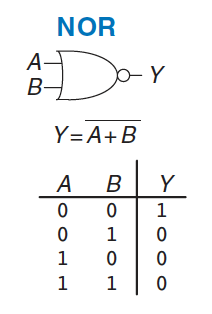 NOR
A
B
Y
Y = A + B
A B Y
0 0 1
0 1 0
1 0 0
1 1 0